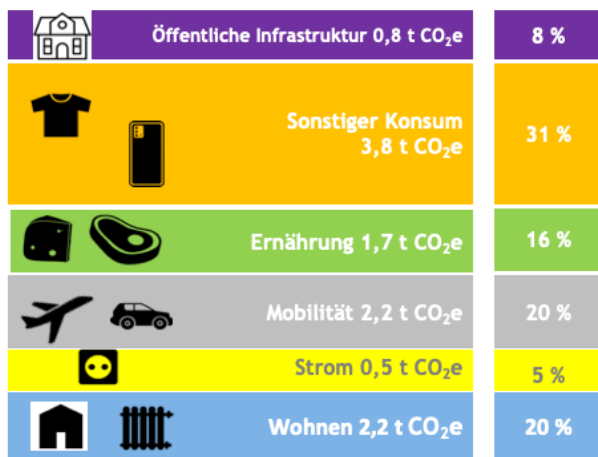 Öffentliche Infrastruktur 0,8 t CO₂e 8 %
Sonstiger Konsum
3,8 t CO₂e 31 %
Ernährung 1,7 t CO₂e 16 %
Mobilität 2,2 t CO₂e 20 %
Strom 0,5 t CO₂e 5 %
Wohnen 2,2 t CO₂e 20 %